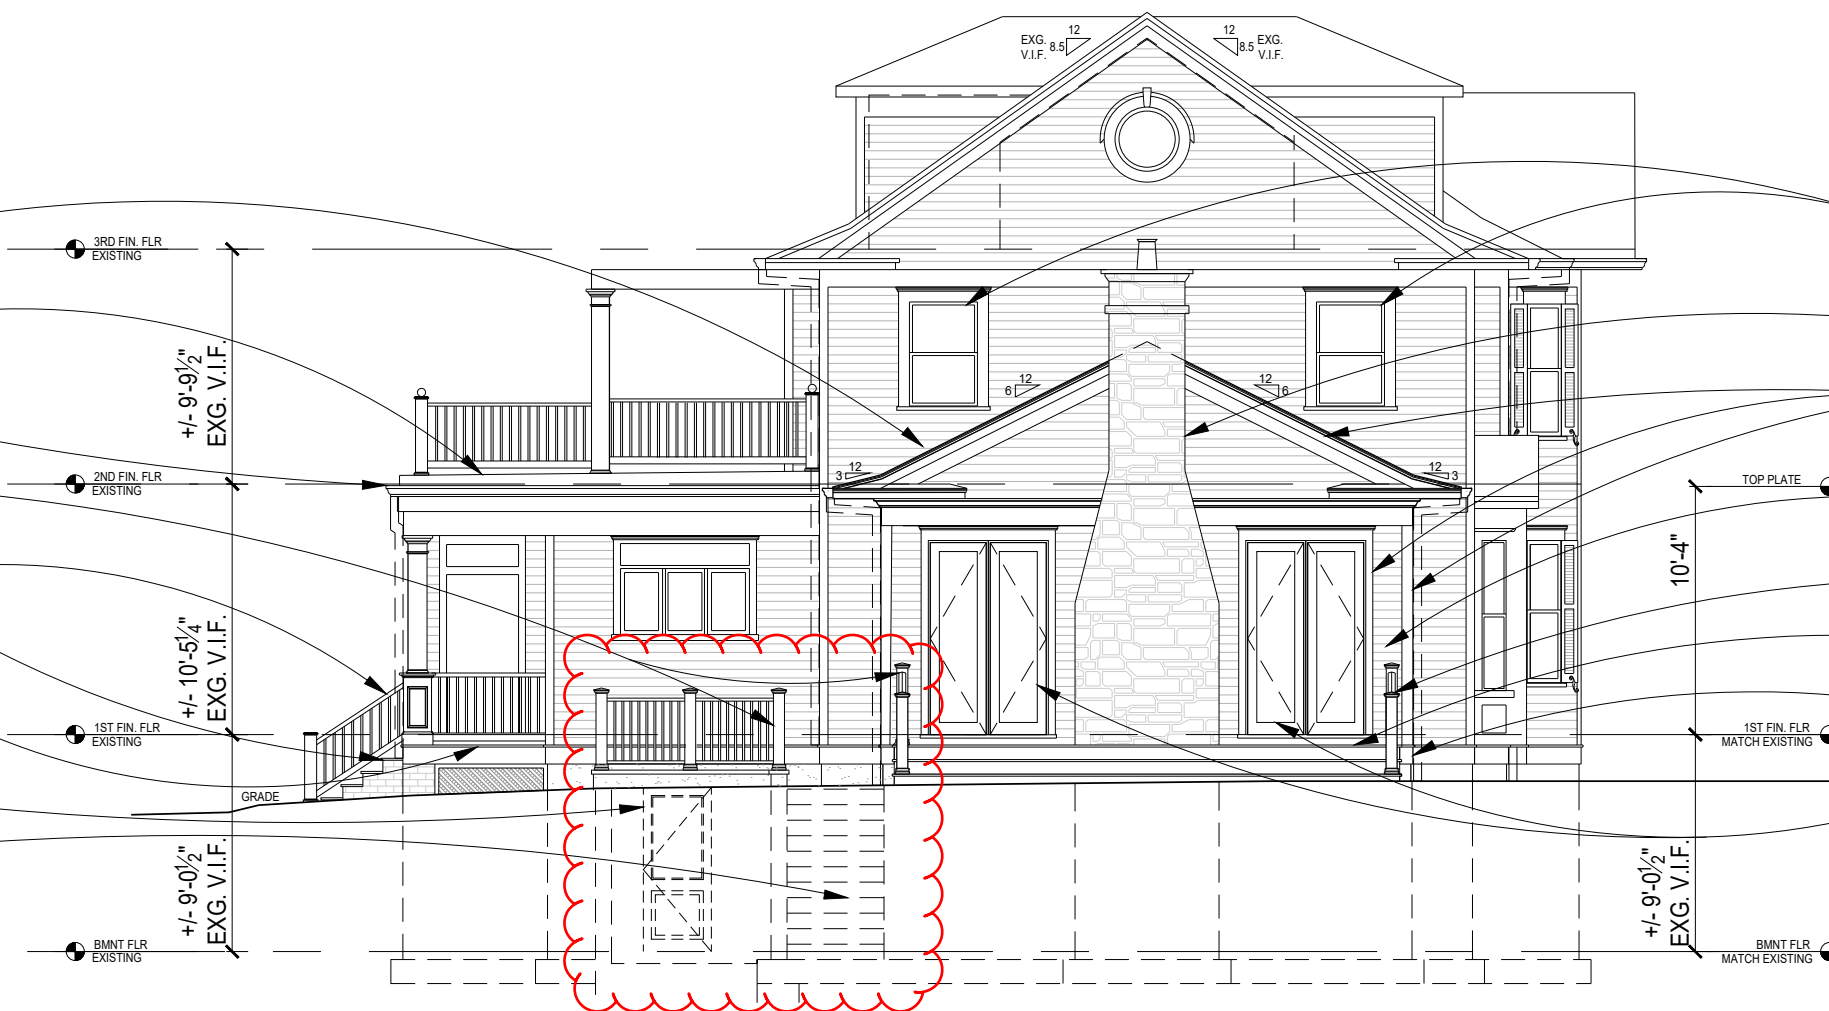 12
EXG. 8.5
V.I.F.
12
8.5 EXG.
V.I.F.
3RD FIN. FLR
EXISTING
+/- 9'-9½"
EXG. V.I.F.
12
6
12
6
12
3
12
3
2ND FIN. FLR
EXISTING
TOP PLATE
10'-4"
+/- 10'-5¼"
EXG. V.I.F.
1ST FIN. FLR
EXISTING
1ST FIN. FLR
MATCH EXISTING
GRADE
+/- 9'-0½"
EXG. V.I.F.
+/- 9'-0½"
EXG. V.I.F.
BMNT FLR
EXISTING
BMNT FLR
MATCH EXISTING